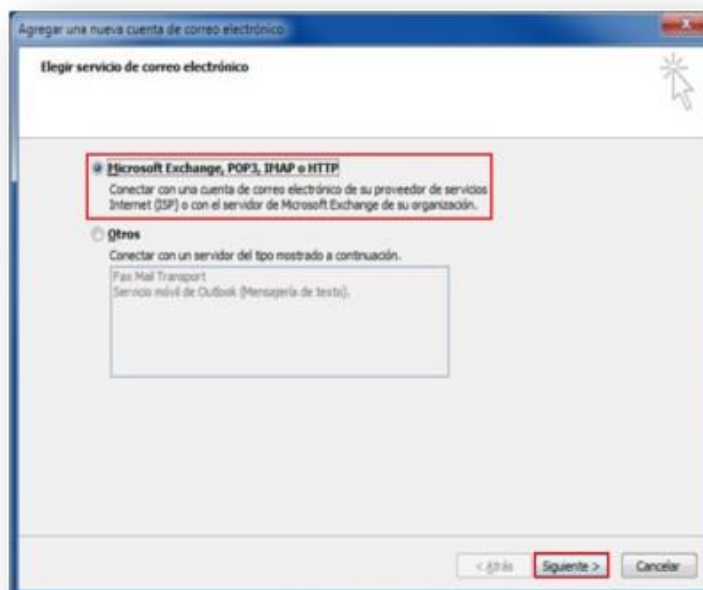 Agregar una nueva cuenta de correo electrónico
Elegir servicio de correo electrónico
Microsoft Exchange, POP3, IMAP o HTTP
Conectar con una cuenta de correo electrónico de su proveedor de servicios
Internet (ISP) o con el servidor de Microsoft Exchange de su organización.
Otros
Conectar con un servidor del tipo mostrado a continuación.
Fax Mail Transport
Servicio móvil de Outlook (Mensajería de texto).
< Atrás
Siguiente >
Cancelar